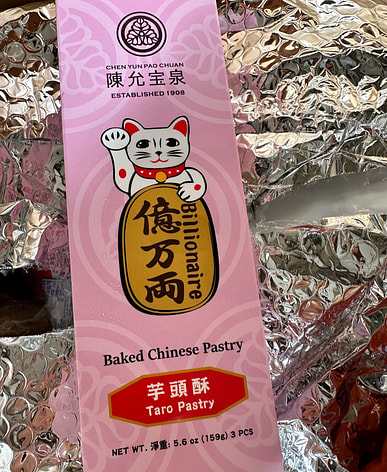 CHEN YUN PAO CHUAN
陳允宝泉
ESTABLISHED 1908
億万両
Billionaire
Baked Chinese Pastry
芋頭酥
Taro Pastry
NET WT. 淨重: 5.6 oz (159g) 3 PCS